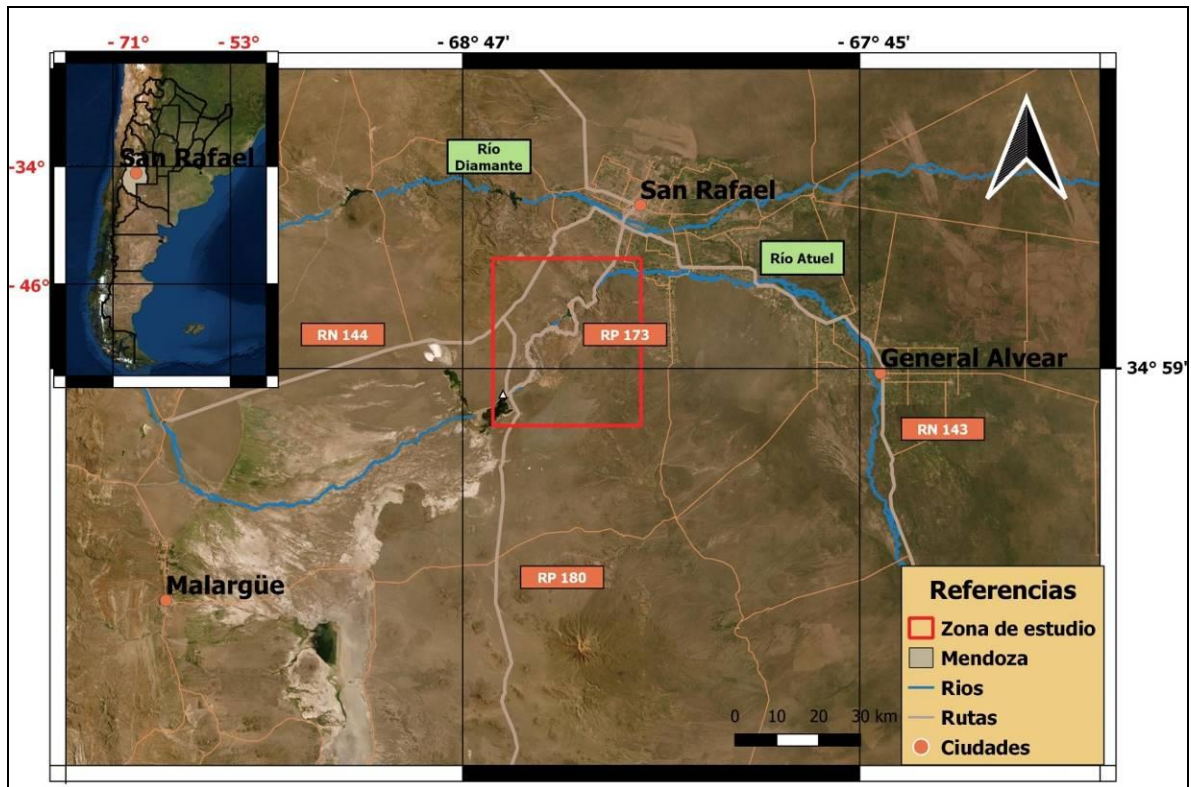 - 71°
- 53°
- 68° 47'
- 67° 45'
-34°
- 46°
San Rafael
Río
Diamante
San Rafael
Río Atuel
RN 144
RP 173
General Alvear
- 34° 59'
RN 143
Malargüe
RP 180
0 10 20 30 km
Referencias
Zona de estudio
Mendoza
Rios
Rutas
Ciudades